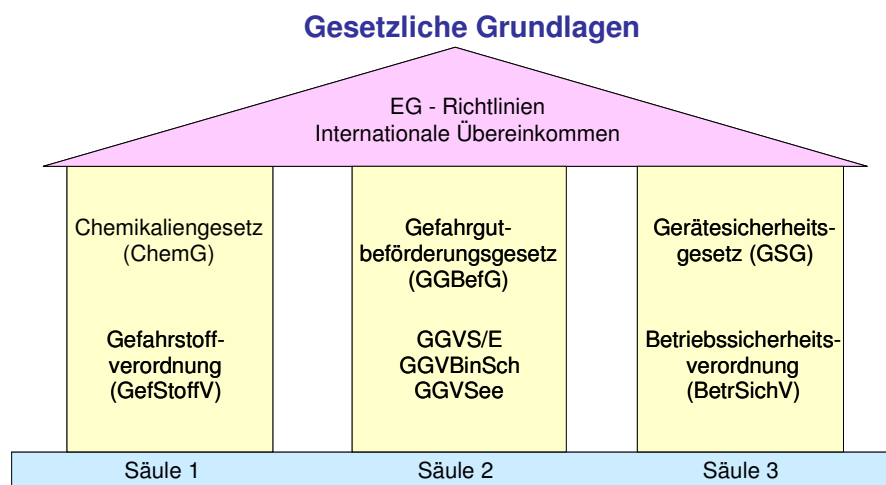 Gesetzliche Grundlagen
EG - Richtlinien
Internationale Übereinkommen
Chemikaliengesetz
(ChemG)
Gefahrstoff-
verordnung
(GefStoffV)
Gefahrgut-
beförderungsgesetz
(GGBefG)
GGVS/E
GGVBinSch
GGVSee
Gerätesicherheits-
gesetz (GSG)
Betriebssicherheits-
verordnung
(BetrSichV)
Säule 1
Säule 2
Säule 3